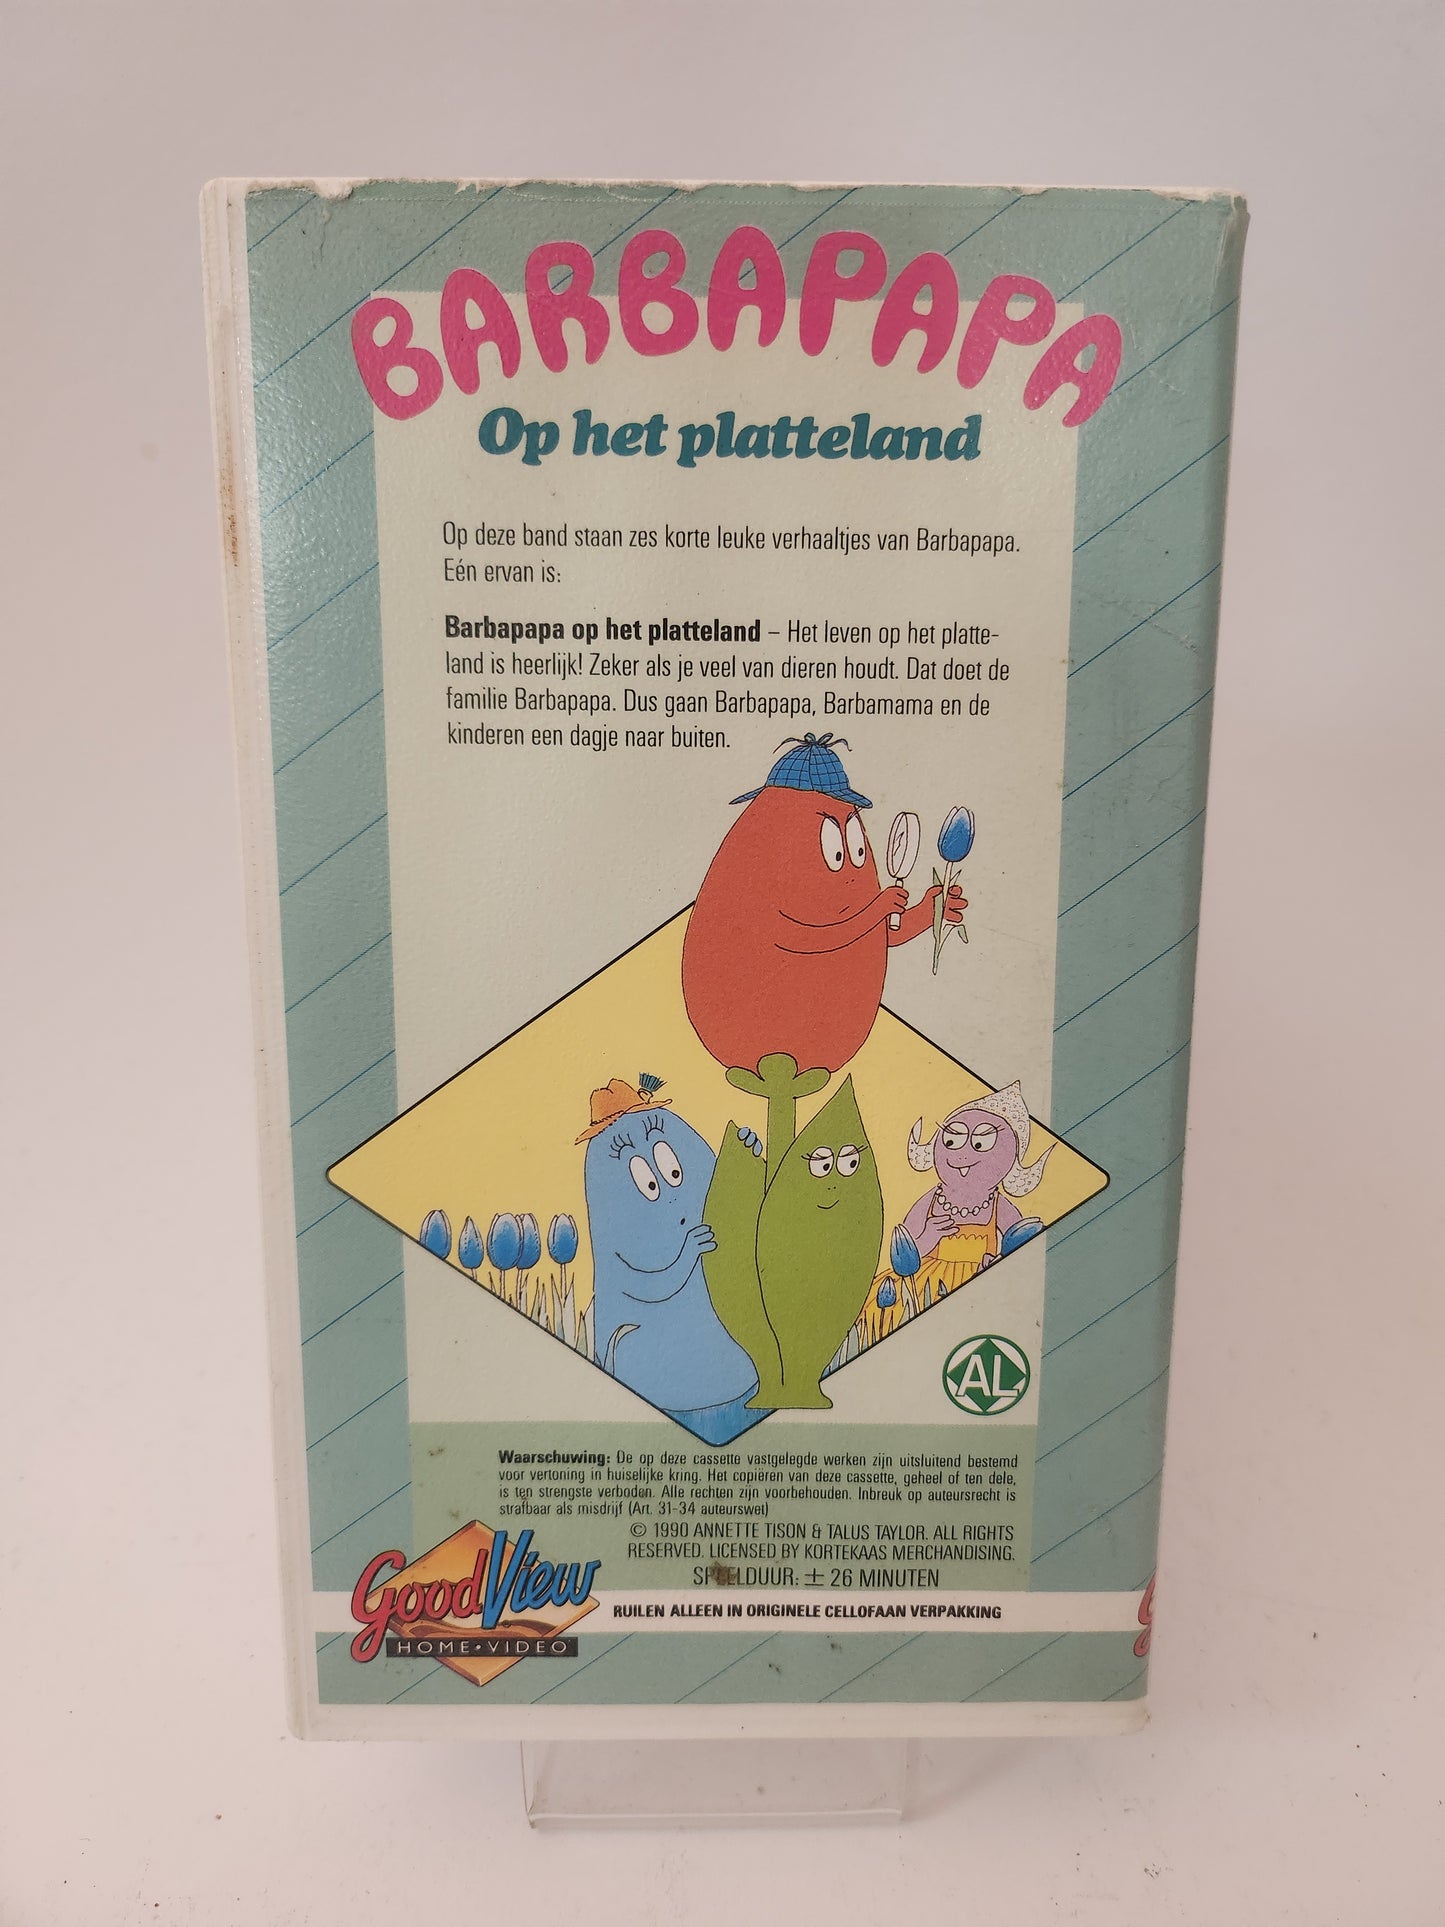 BARBAPAPA
Op het platteland
Op deze band staan zes korte leuke verhaaltjes van Barbapapa.
Eén ervan is:
Barbapapa op het platteland – Het leven op het platte-
land is heerlijk! Zeker als je veel van dieren houdt. Dat doet de
familie Barbapapa. Dus gaan Barbapapa, Barbamama en de
kinderen een dagje naar buiten.
AL
Waarschuwing: De op deze cassette vastgelegde werken zijn uitsluitend bestemd
voor vertoning in huiselijke kring. Het copiëren van deze cassette, geheel of ten dele,
is ten strengste verboden. Alle rechten zijn voorbehouden. Inbreuk op auteursrecht is
strafbaar als misdrijf (Art. 31-34 auteurswet)
© 1990 ANNETTE TISON & TALUS TAYLOR. ALL RIGHTS
RESERVED. LICENSED BY KORTEKAAS MERCHANDISING.
SPEELDUUR: ± 26 MINUTEN
Good View
HOME • VIDEO
RUILEN ALLEEN IN ORIGINELE CELLOFAAN VERPAKKING